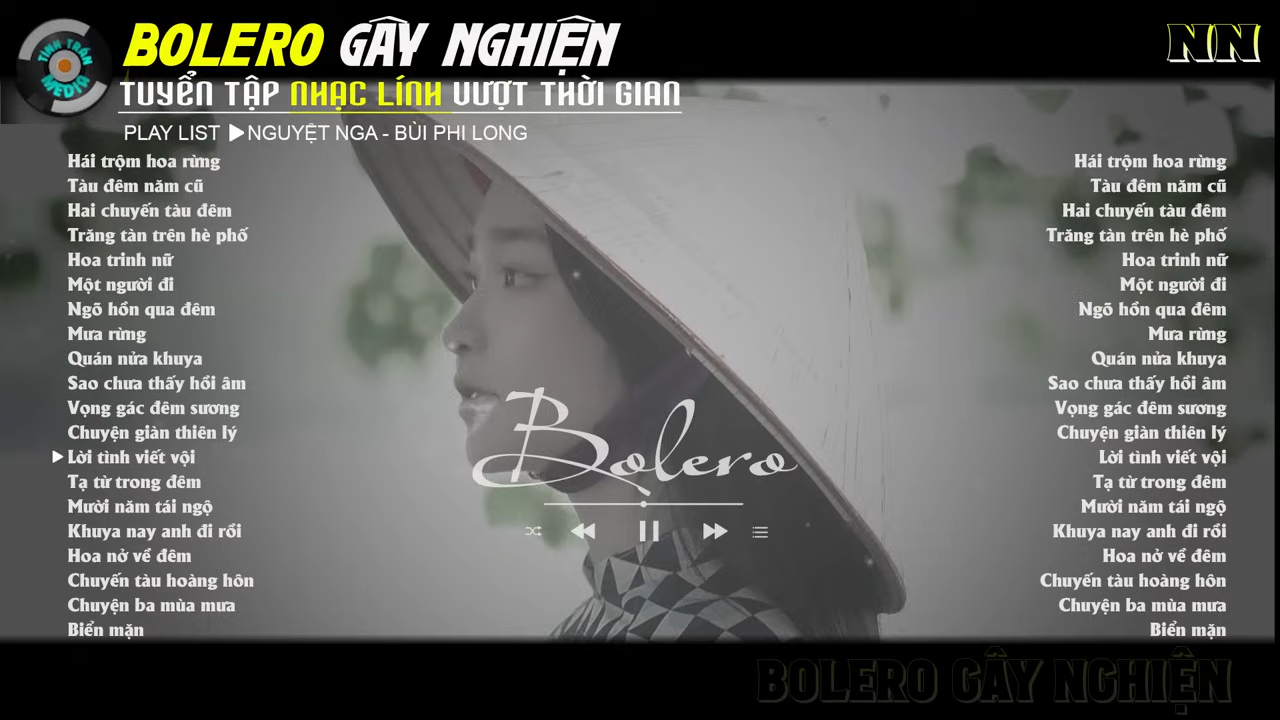 TÌNH TRẦN
MEDIA
BOLERO GÂY NGHIỆN
NN
TUYỂN TẬP NHẠC LÍNH VƯỢT THỜI GIAN
PLAY LIST NGUYỆT NGA - BÙI PHI LONG
Hái trộm hoa rừng
Tàu đêm năm cũ
Hai chuyến tàu đêm
Trăng tàn trên hè phố
Hoa trinh nữ
Một người đi
Ngõ hồn qua đêm
Mưa rừng
Quán nửa khuya
Sao chưa thấy hồi âm
Vọng gác đêm sương
Chuyện giàn thiên lý
Lời tình viết vội
Tạ từ trong đêm
Mười năm tái ngộ
Khuya nay anh đi rồi
Hoa nở về đêm
Chuyến tàu hoàng hôn
Chuyện ba mùa mưa
Biển mặn
Bolero
Hái trộm hoa rừng
Tàu đêm năm cũ
Hai chuyến tàu đêm
Trăng tàn trên hè phố
Hoa trinh nữ
Một người đi
Ngõ hồn qua đêm
Mưa rừng
Quán nửa khuya
Sao chưa thấy hồi âm
Vọng gác đêm sương
Chuyện giàn thiên lý
Lời tình viết vội
Tạ từ trong đêm
Mười năm tái ngộ
Khuya nay anh đi rồi
Hoa nở về đêm
Chuyến tàu hoàng hôn
Chuyện ba mùa mưa
Biển mặn
BOLERO GÂY NGHIỆN